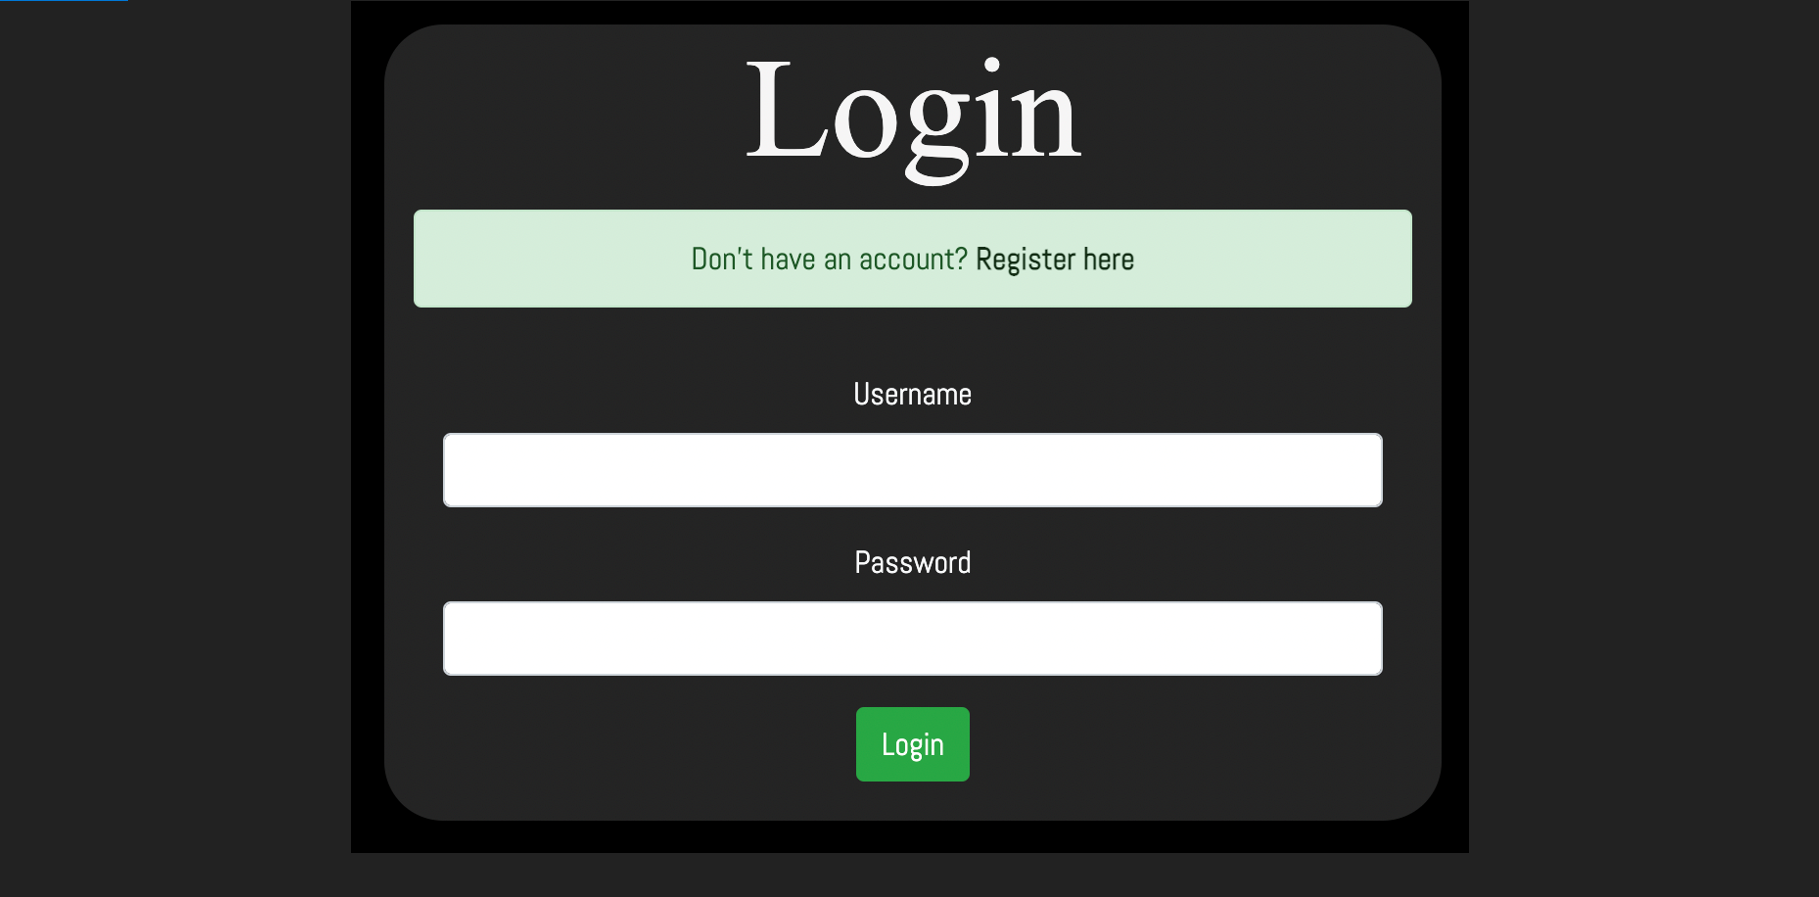 Login
Don't have an account? Register here
Username
Password
Login